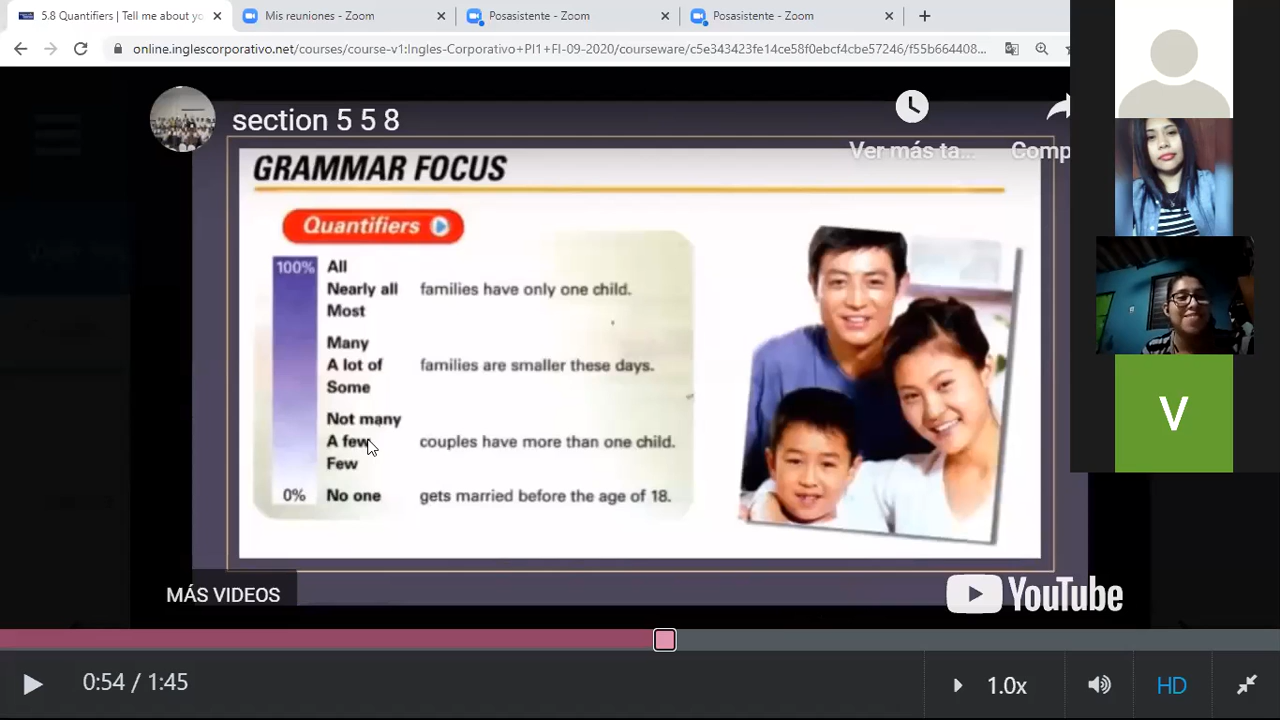 5.8 Quantifiers | Tell me about yo
Mis reuniones - Zoom
Posasistente - Zoom
Posasistente - Zoom
online.inglescorporativo.net/courses/course-v1:Ingles-Corporativo+PI1+FI-09-2020/courseware/c5e343423fe14ce58f0ebcf4cbe57246/f55b664408...
section 5 5 8
Ver más ta...
Comp
GRAMMAR FOCUS
Quantifiers
100% All
Nearly all families have only one child.
Most
Many
A lot of families are smaller these days.
Some
Not many
A few couples have more than one child.
Few
0% No one gets married before the age of 18.
V
MÁS VIDEOS
YouTube
0:54 / 1:45
1.0x
HD